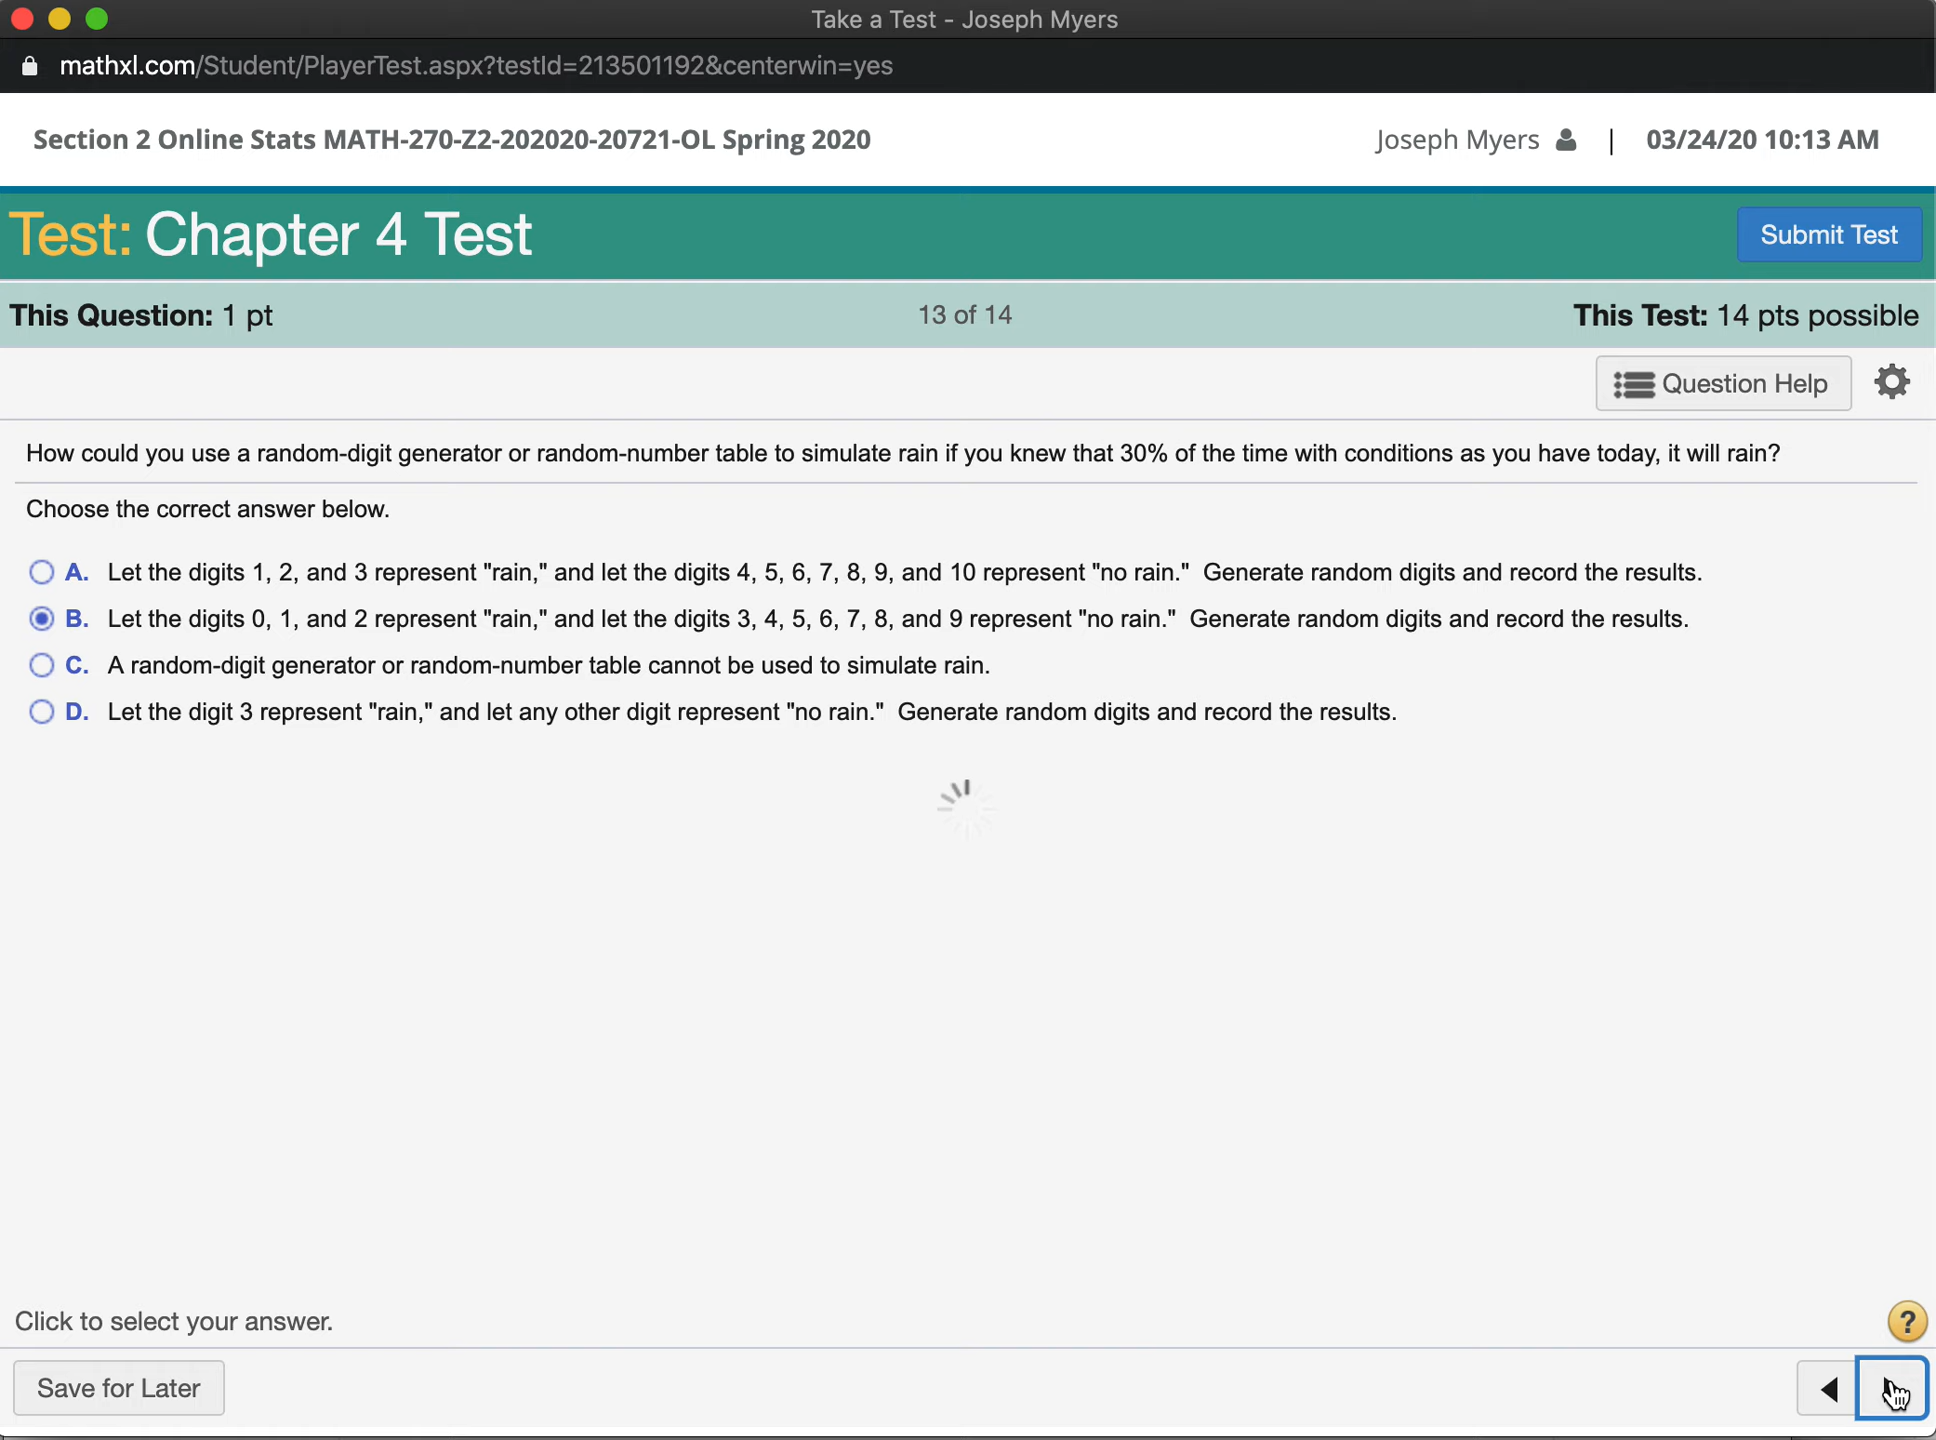 Take a Test - Joseph Myers
mathxl.com/Student/PlayerTest.aspx?testId=213501192&centerwin=yes
Section 2 Online Stats MATH-270-Z2-202020-20721-OL Spring 2020
Joseph Myers | 03/24/20 10:13 AM
Test: Chapter 4 Test
Submit Test
This Question: 1 pt
13 of 14
This Test: 14 pts possible
Question Help
How could you use a random-digit generator or random-number table to simulate rain if you knew that 30% of the time with conditions as you have today, it will rain?
Choose the correct answer below.
A. Let the digits 1, 2, and 3 represent "rain," and let the digits 4, 5, 6, 7, 8, 9, and 10 represent "no rain." Generate random digits and record the results.
B. Let the digits 0, 1, and 2 represent "rain," and let the digits 3, 4, 5, 6, 7, 8, and 9 represent "no rain." Generate random digits and record the results.
C. A random-digit generator or random-number table cannot be used to simulate rain.
D. Let the digit 3 represent "rain," and let any other digit represent "no rain." Generate random digits and record the results.
Click to select your answer.
?
Save for Later